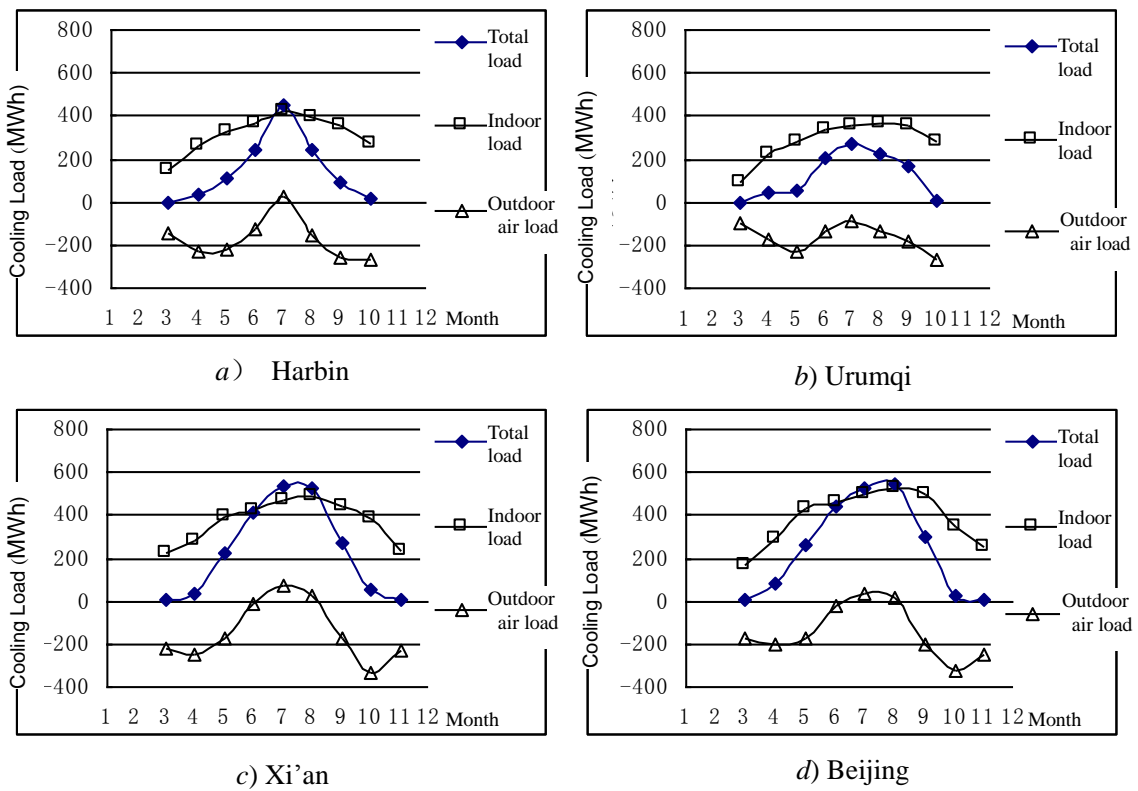 800
600
400
200
0
-200
-400
Cooling Load (MWh)
1 2 3 4 5 6 7 8 9 10 11 12 Month
Total
load
Indoor
load
Outdoor
air load
a） Harbin
800
600
400
200
0
-200
-400
Cooling Load (MWh)
1 2 3 4 5 6 7 8 9 10 11 12 Month
Total
load
Indoor
load
Outdoor
air load
b) Urumqi
800
600
400
200
0
-200
-400
Cooling Load (MWh)
1 2 3 4 5 6 7 8 9 10 11 12 Month
Total
load
Indoor
load
Outdoor
air load
c) Xi’an
800
600
400
200
0
-200
-400
Cooling Load (MWh)
1 2 3 4 5 6 7 8 9 10 11 12 Month
Total
load
Indoor
load
Outdoor
air load
d) Beijing